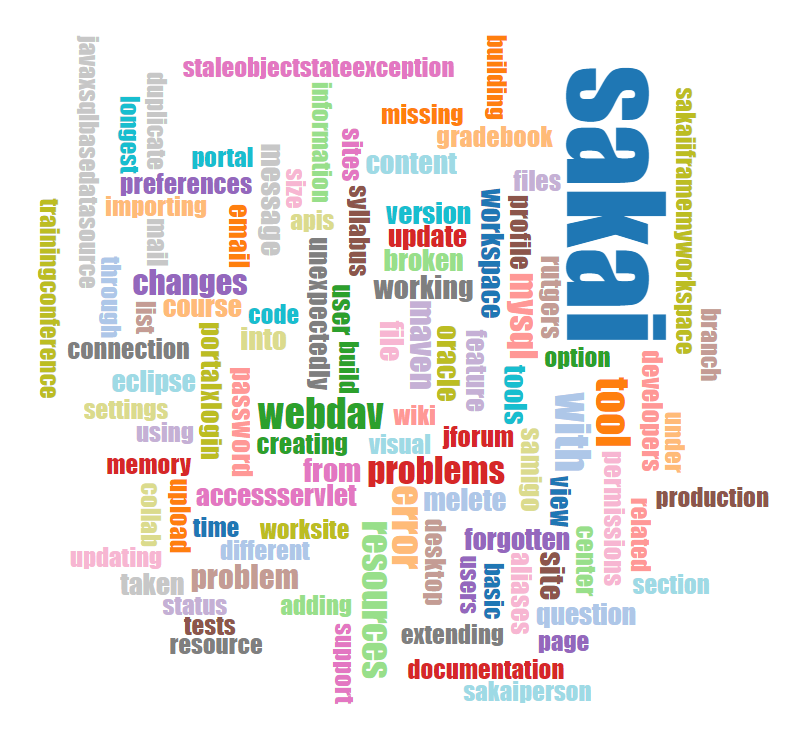 staleobjectstateexception
building
javaxsqlbasedatasource
duplicate
longest
information
missing
gradebook
sakai
sakaiiframemyworkspace
portal
preferences
importing
message
size
sites
content
files
apis
syllabus
version
update
broken
working
workspace
profile
rutgers
mysql
trainingconference
through
mail
email
changes
list
course
code
into
unexpectedly
user
build
connection
portalxlogin
file
maven
oracle
feature
option
branch
developers
eclipse
settings
using
password
webdav
creating
wiki
visual
jforum
tools
samigo
with
tool
under
memory
collab
upload
from
problems
accessservlet
error
melete
view
permissions
related
production
time
worksite
different
resources
desktop
forgotten
center
updating
taken
problem
users
basic
aliases
site
section
status
tests
resource
adding
support
extending
question
page
documentation
sakaiperson